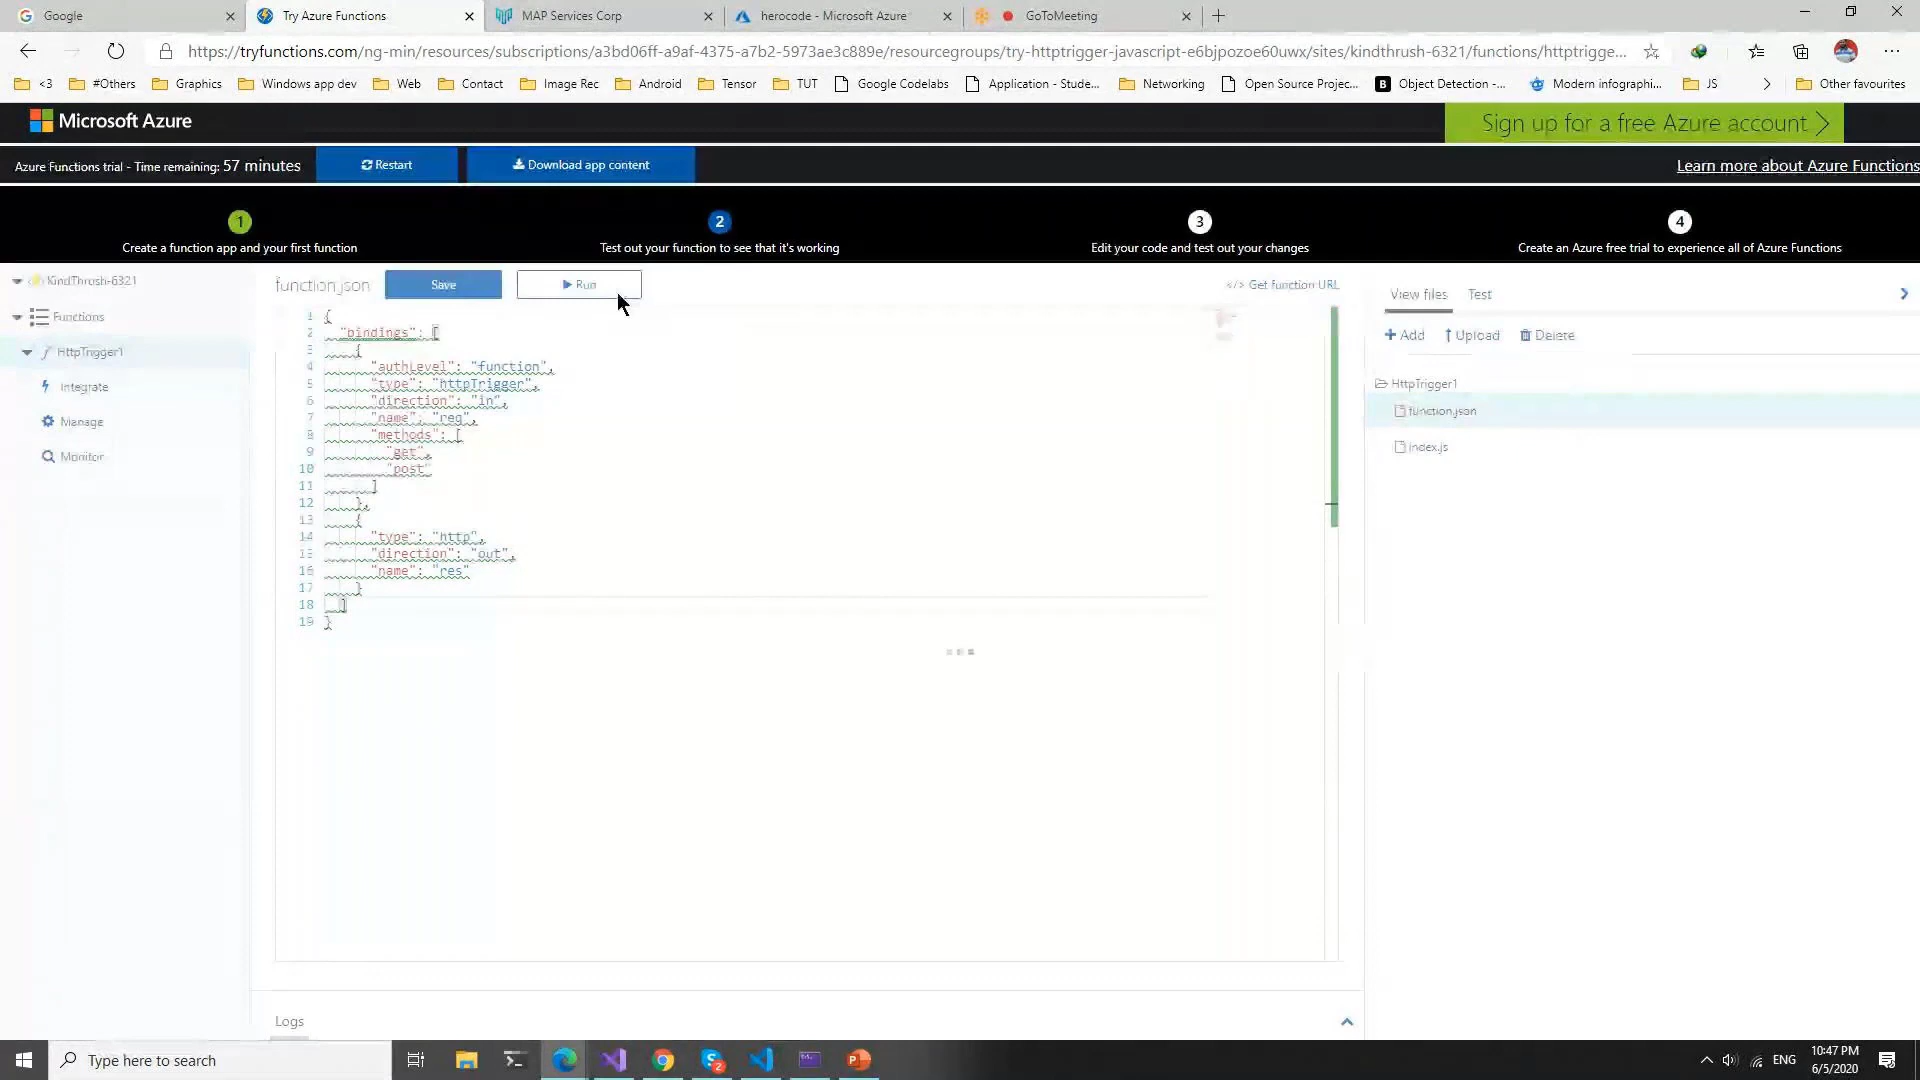 Google
Try Azure Functions
MAP Services Corp
herocode - Microsoft Azure
GoToMeeting
https://tryfunctions.com/ng-min/resources/subscriptions/a3bd06ff-a9af-4375-a7b2-5973ae3c889e/resourcegroups/try-httptrigger-javascript-e6bjpozoe60uwx/sites/kindthrush-6321/functions/httptrigge...
<3
#Others
Graphics
Windows app dev
Web
Contact
Image Rec
Android
Tensor
TUT
Google Codelabs
Application - Stude...
Networking
Open Source Projec...
B
Object Detection -...
Modern infographi...
JS
Other favourites
Microsoft Azure
Sign up for a free Azure account
Azure Functions trial - Time remaining: 57 minutes
Restart
Download app content
Learn more about Azure Functions
1
2
3
4
Create a function app and your first function
Test out your function to see that it's working
Edit your code and test out your changes
Create an Azure free trial to experience all of Azure Functions
KindThrush-6321
Functions
HttpTrigger1
Integrate
Manage
Monitor
function.json
Save
Run
</> Get function URL
1 {
2 "bindings": [
3 {
4 "authLevel": "function",
5 "type": "httpTrigger",
6 "direction": "in",
7 "name": "req",
8 "methods": [
9 "get",
10 "post"
11 ]
12 },
13 {
14 "type": "http",
15 "direction": "out",
16 "name": "res"
17 }
18 ]
19 }
Logs
View files
Test
Add
Upload
Delete
HttpTrigger1
function.json
index.js
Type here to search
2
ENG
10:47 PM
6/5/2020